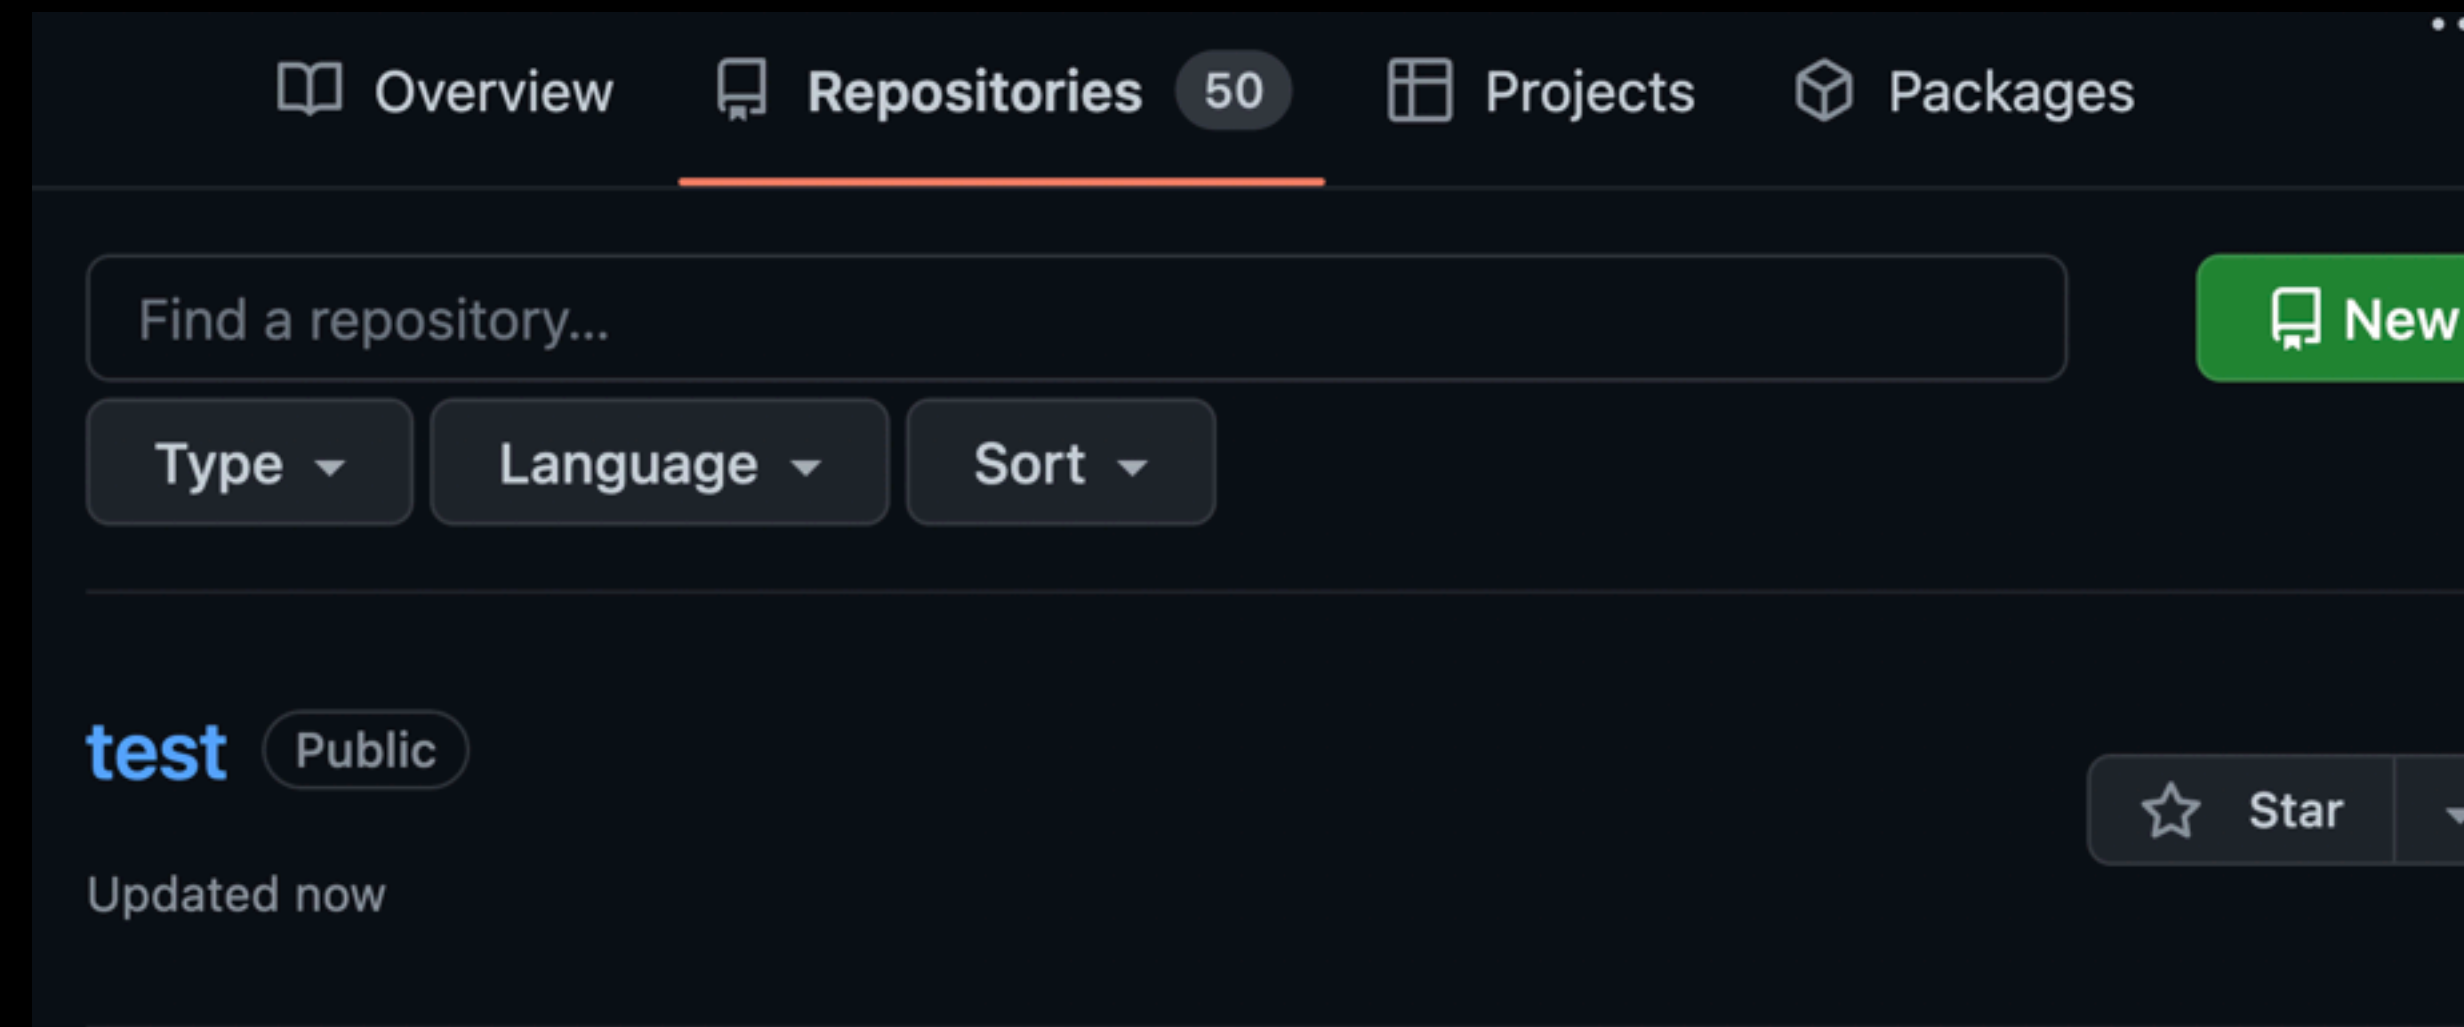 Overview Repositories 50 Projects Packages
Find a repository...
New
Type Language Sort
test Public
Star
Updated now